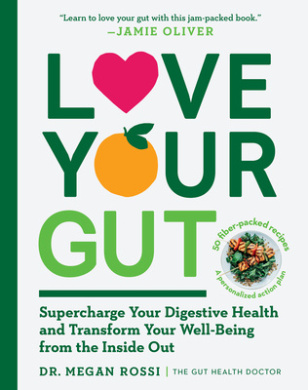 "Learn to love your gut with this jam-packed book."
—JAMIE OLIVER
LOVE
YOUR
GUT
50 fiber-packed recipes
A personalized action plan
Supercharge Your Digestive Health
and Transform Your Well-Being
from the Inside Out
DR. MEGAN ROSSI | THE GUT HEALTH DOCTOR